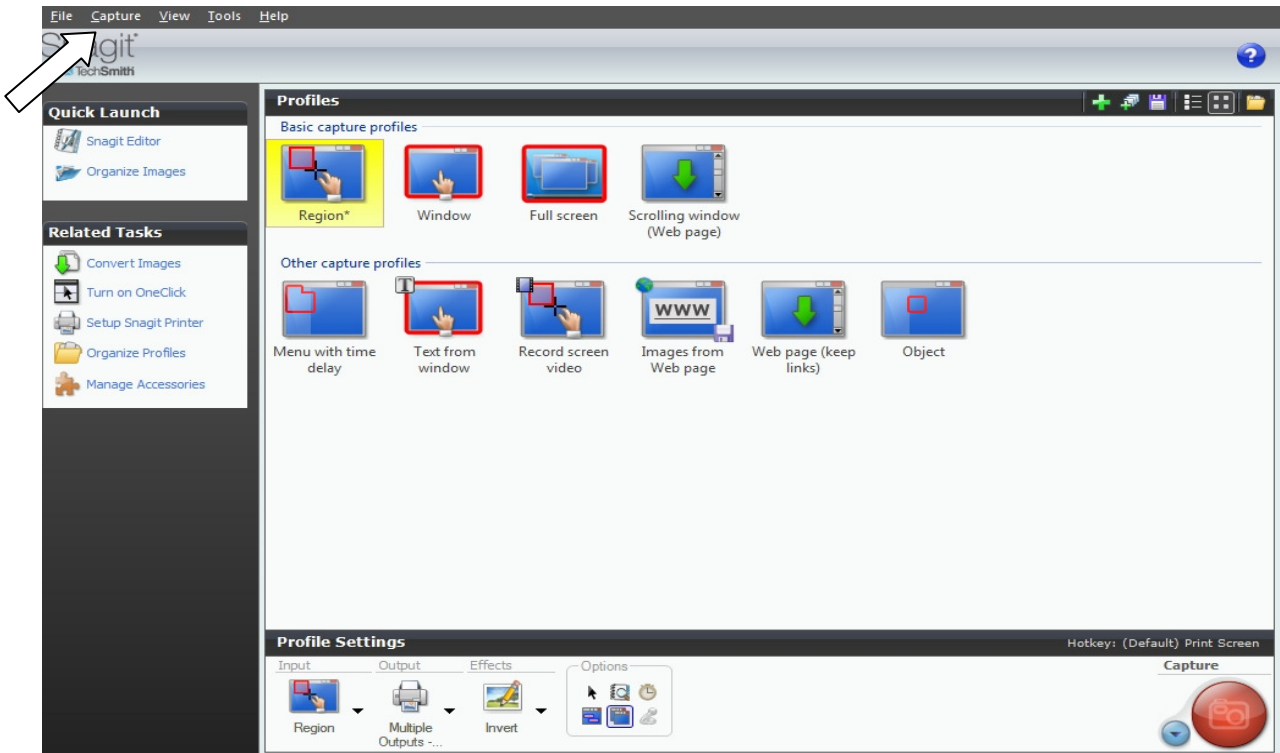 File Capture View Tools Help
TechSmith
Quick Launch
Snagit Editor
Organize Images
Related Tasks
Convert Images
Turn on OneClick
Setup Snagit Printer
Organize Profiles
Manage Accessories
Profiles
Basic capture profiles
Region*
Window
Full screen
Scrolling window
(Web page)
Other capture profiles
Menu with time
delay
T
Text from
window
Record screen
video
WWW
Images from
Web page
Web page (keep
links)
Object
Profile Settings
Hotkey: (Default) Print Screen
Input
Output
Effects
Options
Capture
Region
Multiple
Outputs -...
Invert